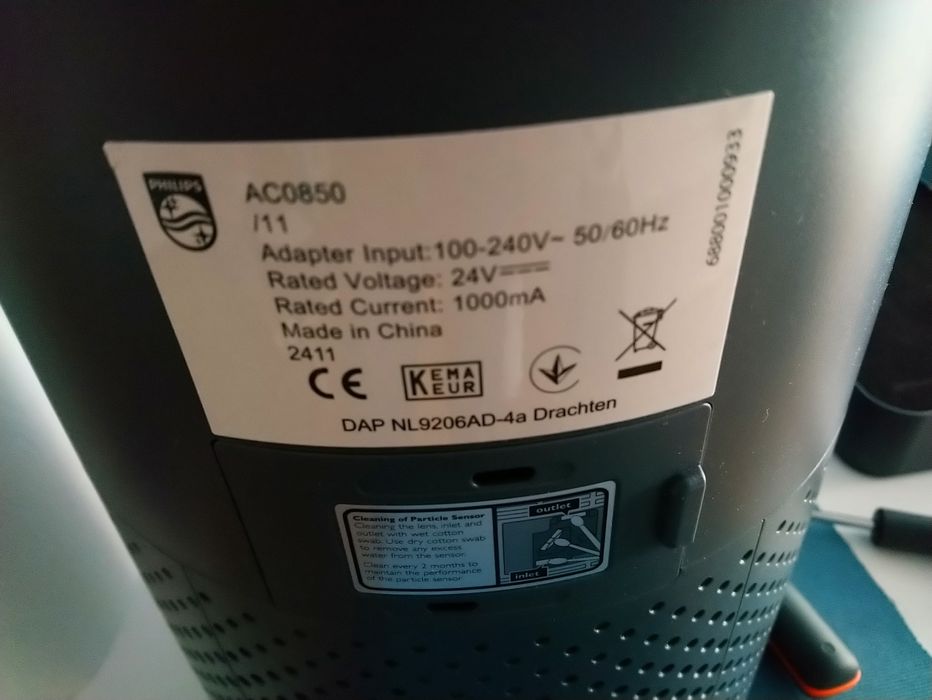 PHILIPS
AC0850
/11
Adapter Input:100-240V~ 50/60Hz
Rated Voltage: 24V
Rated Current: 1000mA
Made in China
2411
CE
KEMA
KEUR
DAP NL9206AD-4a Drachten
688001000933
Cleaning of Particle Sensor
Cleaning the lens, inlet and
outlet with wet cotton
swab. Use dry cotton swab
to remove any excess
water from the sensor.
Clean every 2 months to
maintain the performance
of the particle sensor
outlet
inlet